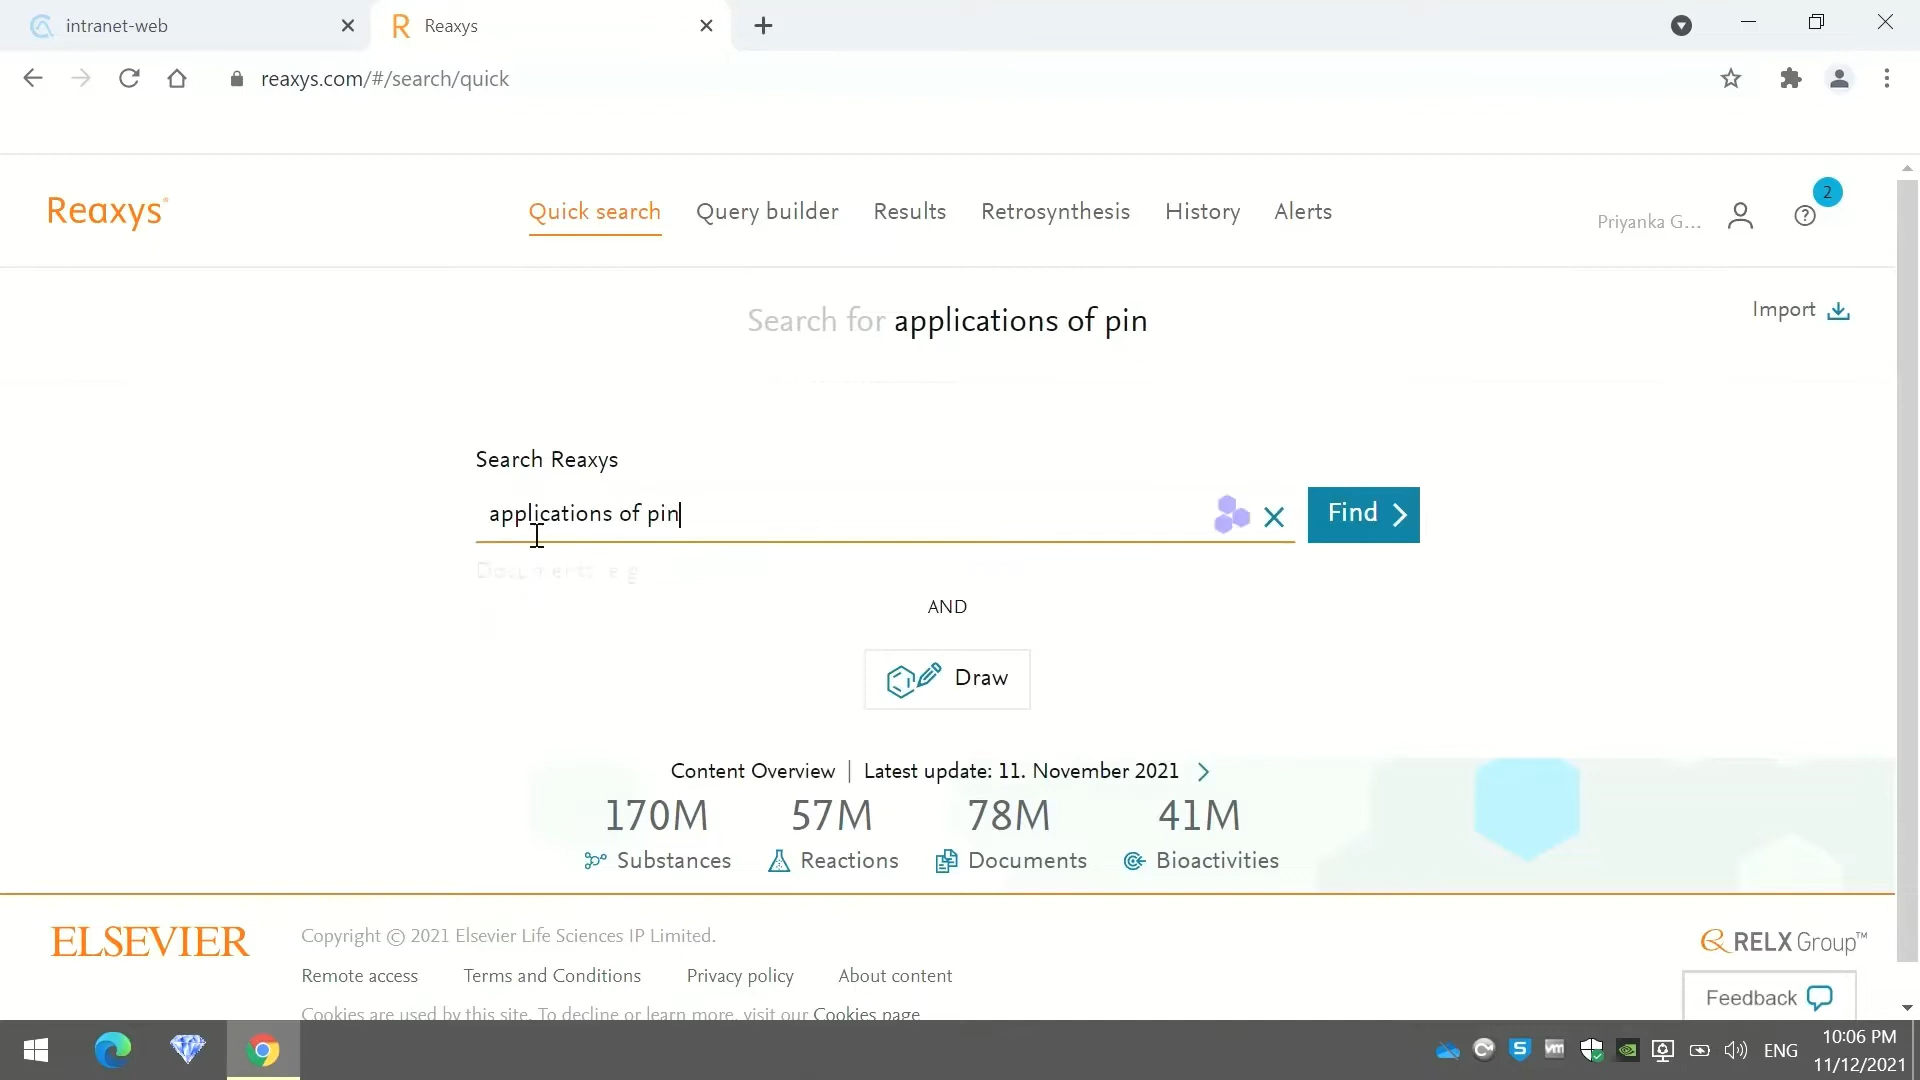 intranet-web
Reaxys
reaxys.com/#/search/quick
Reaxys®
Quick search
Query builder
Results
Retrosynthesis
History
Alerts
Priyanka G...
2
Search for applications of pin
Import
Search Reaxys
applications of pin
Find
AND
Draw
Content Overview | Latest update: 11. November 2021
170M
57M
78M
41M
Substances
Reactions
Documents
Bioactivities
ELSEVIER
Copyright © 2021 Elsevier Life Sciences IP Limited.
RELX Group™
Remote access
Terms and Conditions
Privacy policy
About content
Feedback
Cookies are used by this site. To decline or learn more, visit our Cookies page
ENG
10:06 PM
11/12/2021